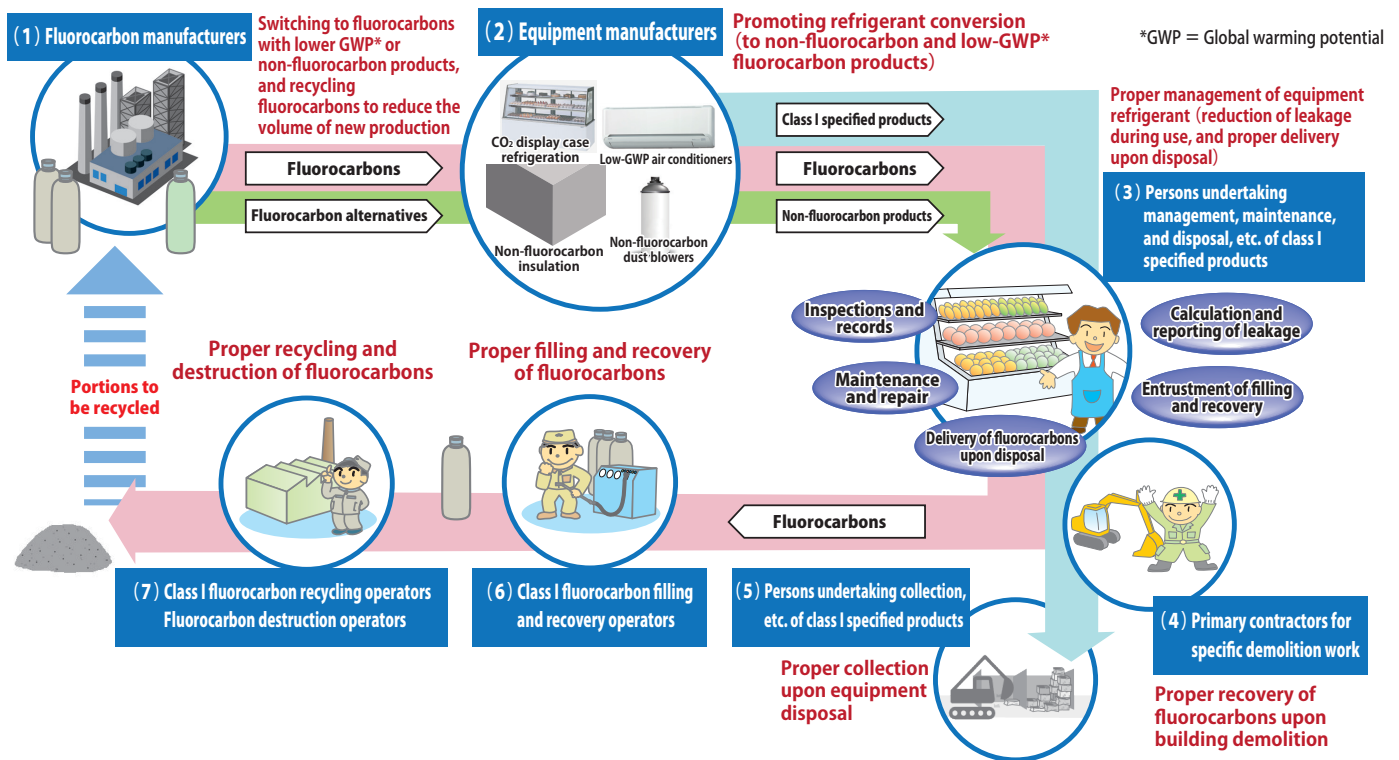 (1) Fluorocarbon manufacturers
Switching to fluorocarbons
with lower GWP* or
non-fluorocarbon products,
and recycling
fluorocarbons to reduce the
volume of new production
(2) Equipment manufacturers
Promoting refrigerant conversion
(to non-fluorocarbon and low-GWP*
fluorocarbon products)
*GWP = Global warming potential
CO₂ display case
refrigeration
Low-GWP air conditioners
Non-fluorocarbon
insulation
Non-fluorocarbon
dust blowers
Fluorocarbons
Fluorocarbon alternatives
Class I specified products
Fluorocarbons
Non-fluorocarbon products
Proper management of equipment
refrigerant (reduction of leakage
during use, and proper delivery
upon disposal)
(3) Persons undertaking
management, maintenance,
and disposal, etc. of class I
specified products
Inspections and
records
Maintenance
and repair
Delivery of fluorocarbons
upon disposal
Calculation and
reporting of leakage
Entrustment of filling
and recovery
Portions to
be recycled
Proper recycling and
destruction of fluorocarbons
Proper filling and recovery
of fluorocarbons
Fluorocarbons
(7) Class I fluorocarbon recycling operators
Fluorocarbon destruction operators
(6) Class I fluorocarbon filling
and recovery operators
(5) Persons undertaking collection,
etc. of class I specified products
Proper collection
upon equipment
disposal
(4) Primary contractors for
specific demolition work
Proper recovery of
fluorocarbons upon
building demolition